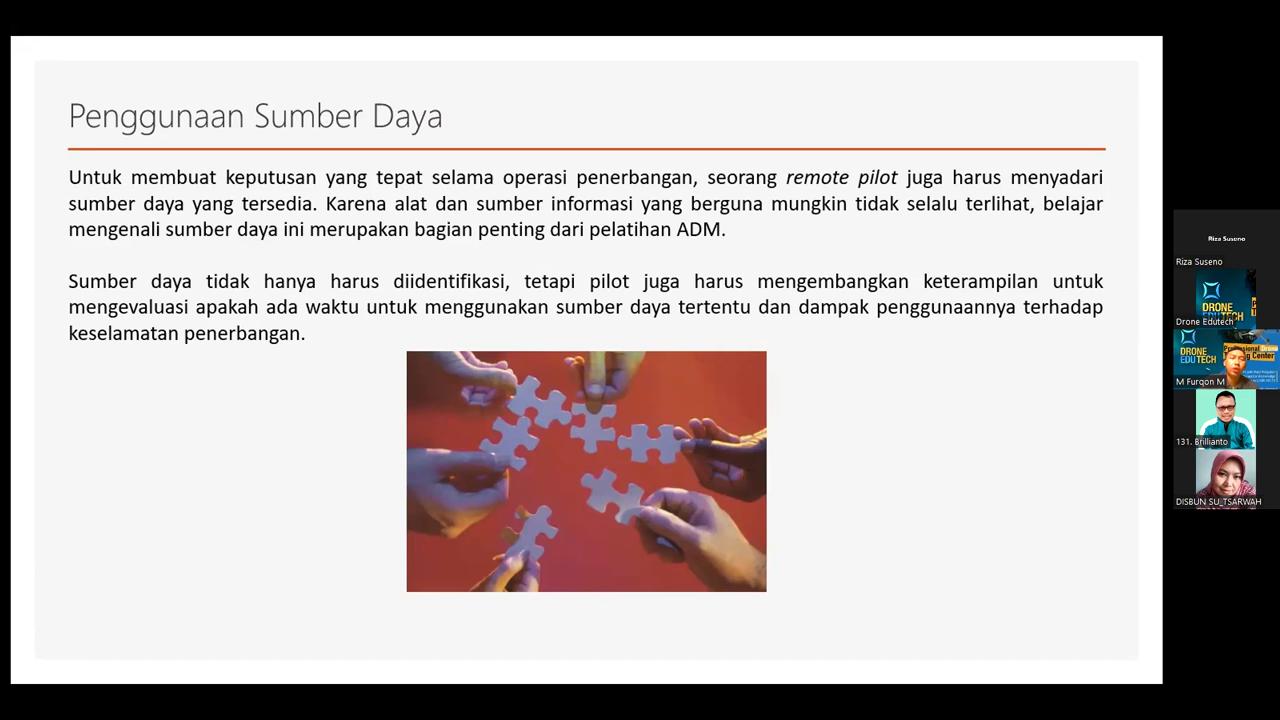 Penggunaan Sumber Daya
Untuk membuat keputusan yang tepat selama operasi penerbangan, seorang remote pilot juga harus menyadari
sumber daya yang tersedia. Karena alat dan sumber informasi yang berguna mungkin tidak selalu terlihat, belajar
mengenali sumber daya ini merupakan bagian penting dari pelatihan ADM.
Sumber daya tidak hanya harus diidentifikasi, tetapi pilot juga harus mengembangkan keterampilan untuk
mengevaluasi apakah ada waktu untuk menggunakan sumber daya tertentu dan dampak penggunaannya terhadap
keselamatan penerbangan.
Riza Suseno
Riza Suseno
DRONE
EDUTECH
Drone Edutech
DRONE
EDUTECH
M Furqon M
131. Brillianto
DISBUN SU_TSARWAH